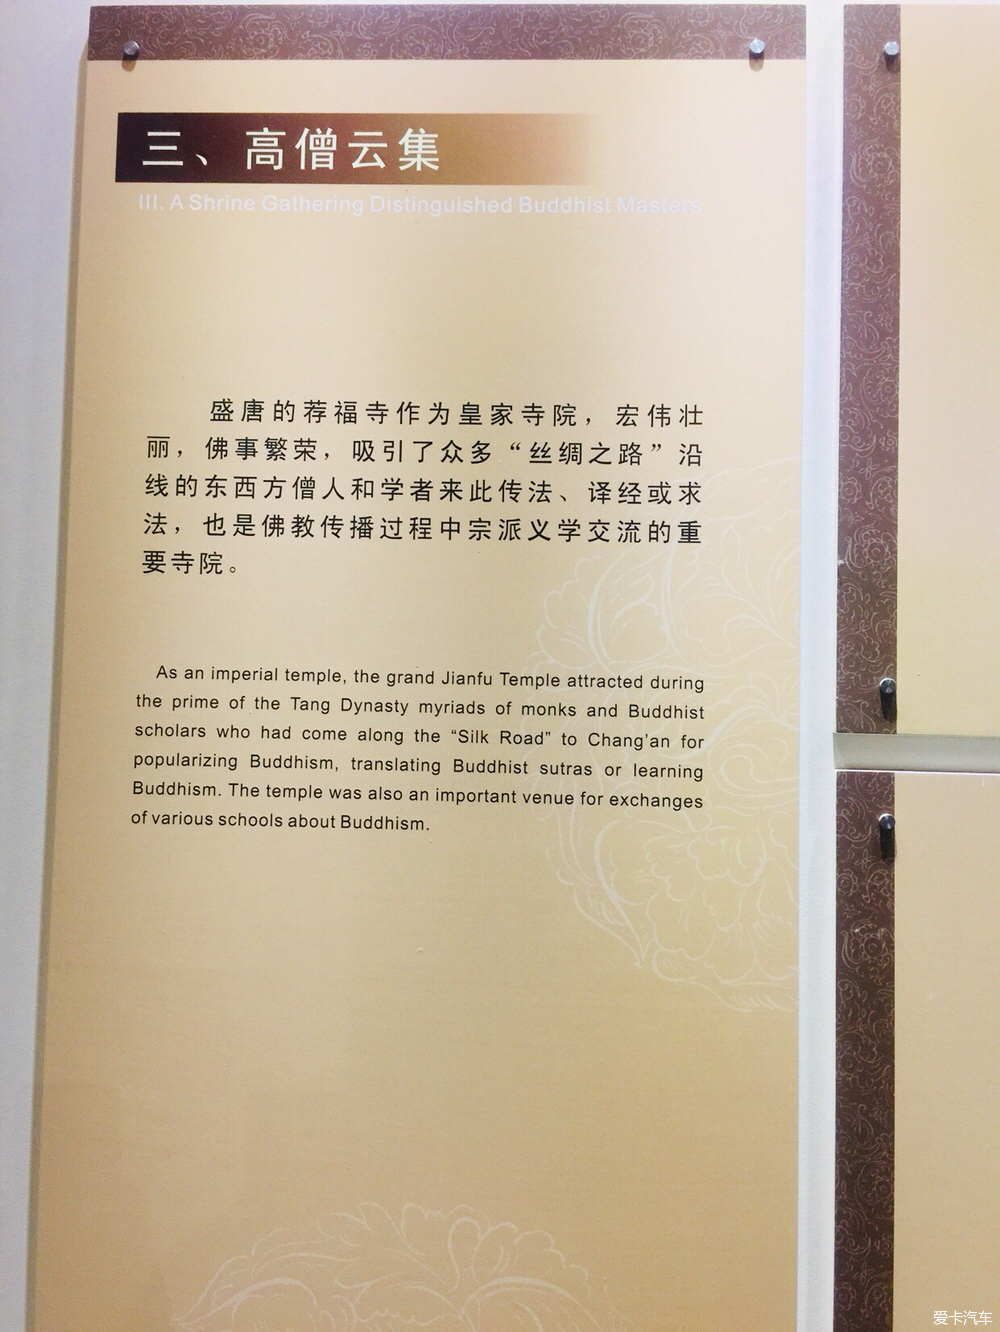 三、高僧云集
III. A Shrine Gathering Distinguished Buddhist Masters
盛唐的荐福寺作为皇家寺院，宏伟壮
丽，佛事繁荣，吸引了众多“丝绸之路”沿
线的东西方僧人和学者来此传法、译经或求
法，也是佛教传播过程中宗派义学交流的重
要寺院。
As an imperial temple, the grand Jianfu Temple attracted during
the prime of the Tang Dynasty myriads of monks and Buddhist
scholars who had come along the “Silk Road” to Chang’an for
popularizing Buddhism, translating Buddhist sutras or learning
Buddhism. The temple was also an important venue for exchanges
of various schools about Buddhism.
爱卡汽车